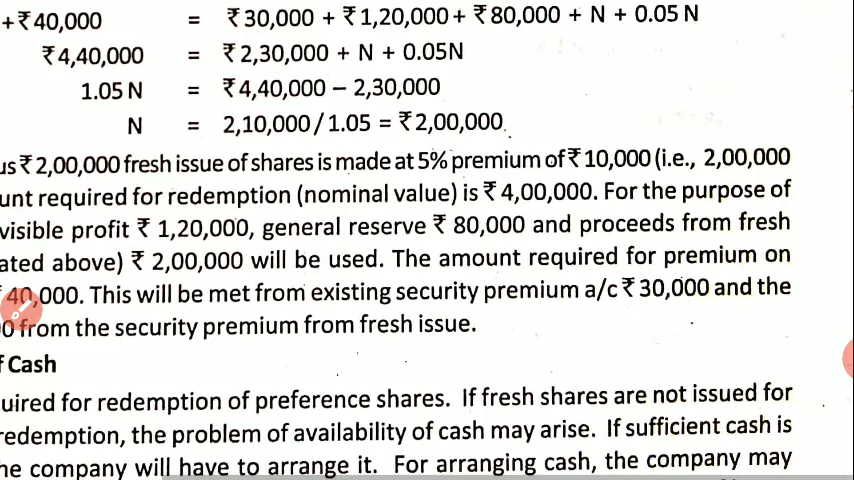 +₹40,000 = ₹30,000 + ₹1,20,000 + ₹80,000 + N + 0.05 N
₹4,40,000 = ₹2,30,000 + N + 0.05N
1.05 N = ₹4,40,000 – 2,30,000
N = 2,10,000/1.05 = ₹2,00,000
us ₹2,00,000 fresh issue of shares is made at 5% premium of ₹10,000 (i.e., 2,00,000
unt required for redemption (nominal value) is ₹4,00,000. For the purpose of
visible profit ₹ 1,20,000, general reserve ₹ 80,000 and proceeds from fresh
ated above) ₹ 2,00,000 will be used. The amount required for premium on
40,000. This will be met from existing security premium a/c ₹ 30,000 and the
0 from the security premium from fresh issue.
f Cash
uired for redemption of preference shares. If fresh shares are not issued for
redemption, the problem of availability of cash may arise. If sufficient cash is
he company will have to arrange it. For arranging cash, the company may